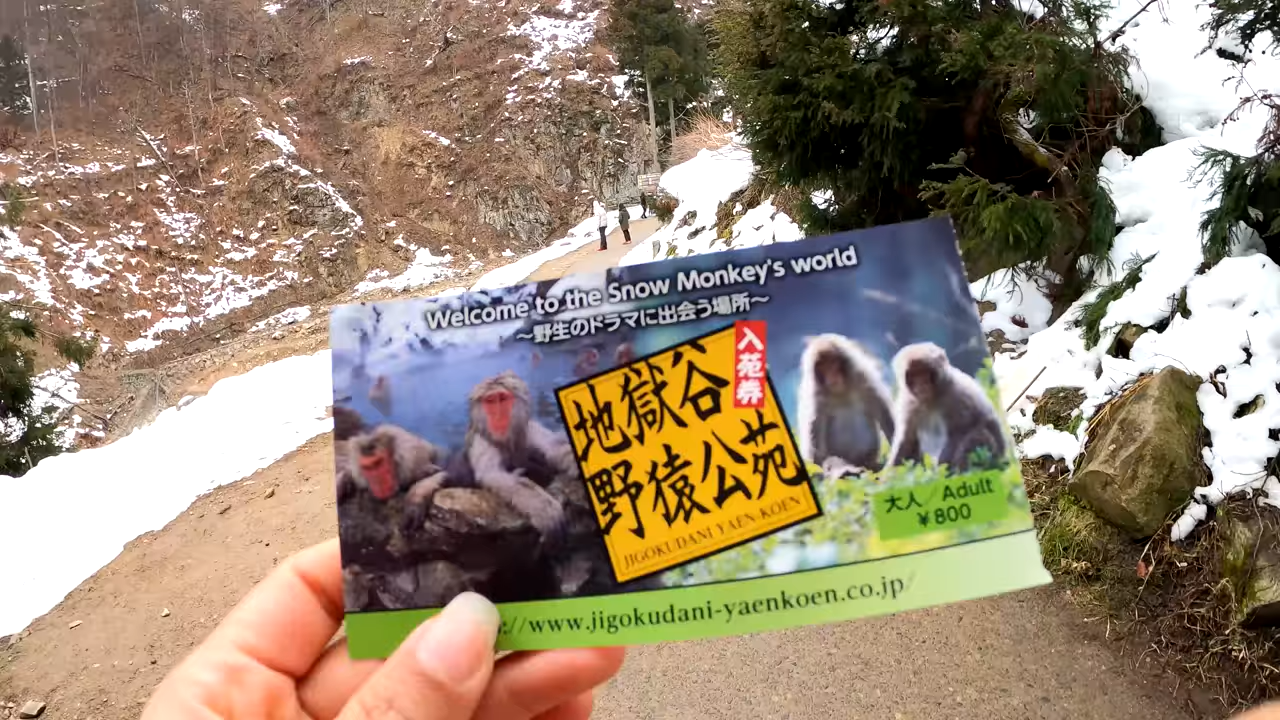 Welcome to the Snow Monkey's world
〜野生のドラマに出会う場所〜
入苑券
地獄谷
野猿公苑
JIGOKUDANI YAEN-KOEN
大人／Adult
￥800
://www.jigokudani-yaenkoen.co.jp/